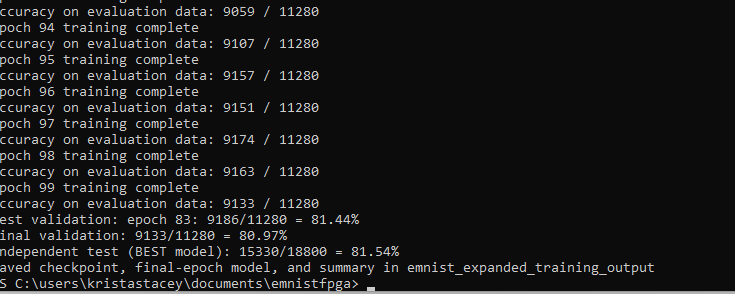 ccuracy on evaluation data: 9059 / 11280
poch 94 training complete
ccuracy on evaluation data: 9107 / 11280
poch 95 training complete
ccuracy on evaluation data: 9157 / 11280
poch 96 training complete
ccuracy on evaluation data: 9151 / 11280
poch 97 training complete
ccuracy on evaluation data: 9174 / 11280
poch 98 training complete
ccuracy on evaluation data: 9163 / 11280
poch 99 training complete
ccuracy on evaluation data: 9133 / 11280
est validation: epoch 83: 9186/11280 = 81.44%
inal validation: 9133/11280 = 80.97%
ndependent test (BEST model): 15330/18800 = 81.54%
aved checkpoint, final-epoch model, and summary in emnist_expanded_training_output
S C:\users\kristastacey\documents\emnistfpga>